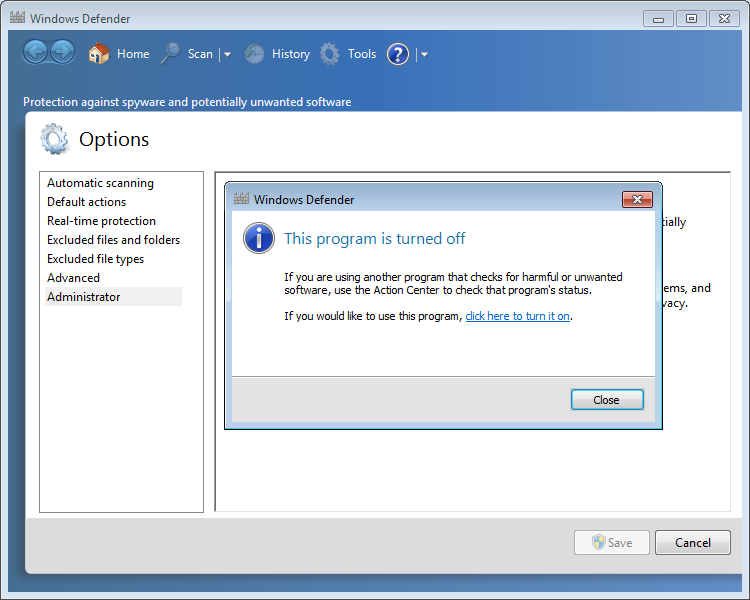 Windows Defender
Home Scan History Tools ?
Protection against spyware and potentially unwanted software
Options
Automatic scanning
Default actions
Real-time protection
Excluded files and folders
Excluded file types
Advanced
Administrator
Windows Defender
This program is turned off
If you are using another program that checks for harmful or unwanted
software, use the Action Center to check that program's status.
If you would like to use this program, click here to turn it on.
Close
tially
ems, and
vacy.
Save Cancel